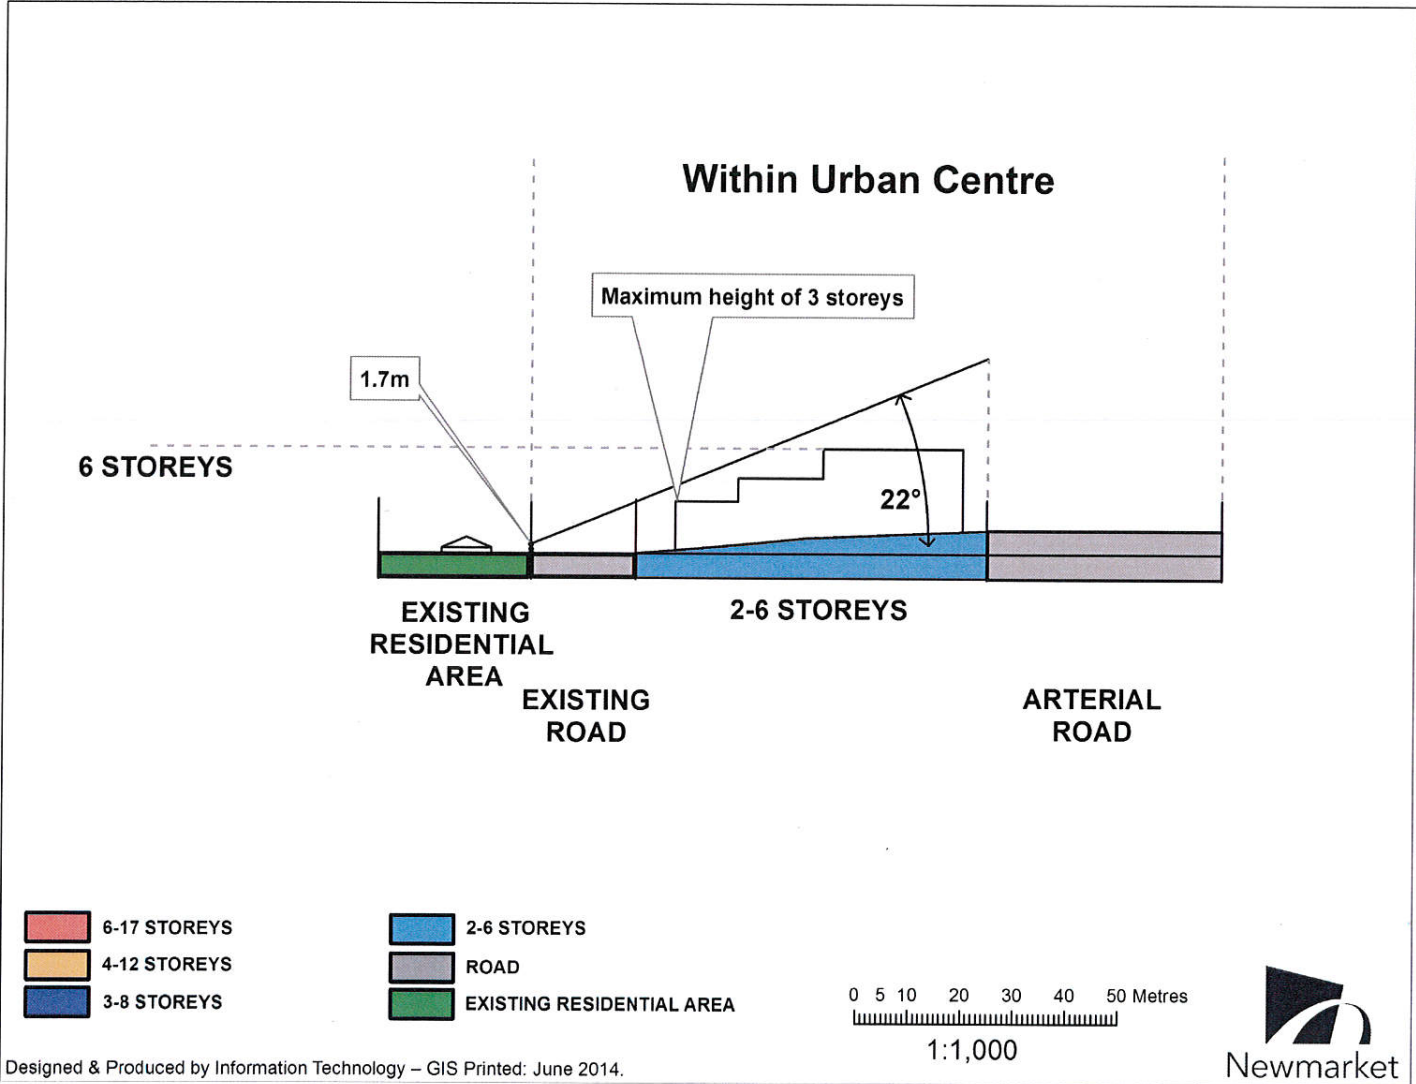 Within Urban Centre
Maximum height of 3 storeys
1.7m
6 STOREYS
22°
EXISTING
RESIDENTIAL
AREA
2-6 STOREYS
EXISTING
ROAD
ARTERIAL
ROAD
6-17 STOREYS
4-12 STOREYS
3-8 STOREYS
2-6 STOREYS
ROAD
EXISTING RESIDENTIAL AREA
0 5 10 20 30 40 50 Metres
1:1,000
Newmarket
Designed & Produced by Information Technology – GIS Printed: June 2014.